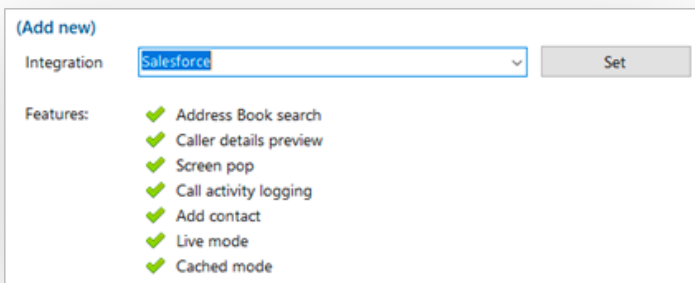 (Add new)
Integration Salesforce Set
Features:
Address Book search
Caller details preview
Screen pop
Call activity logging
Add contact
Live mode
Cached mode